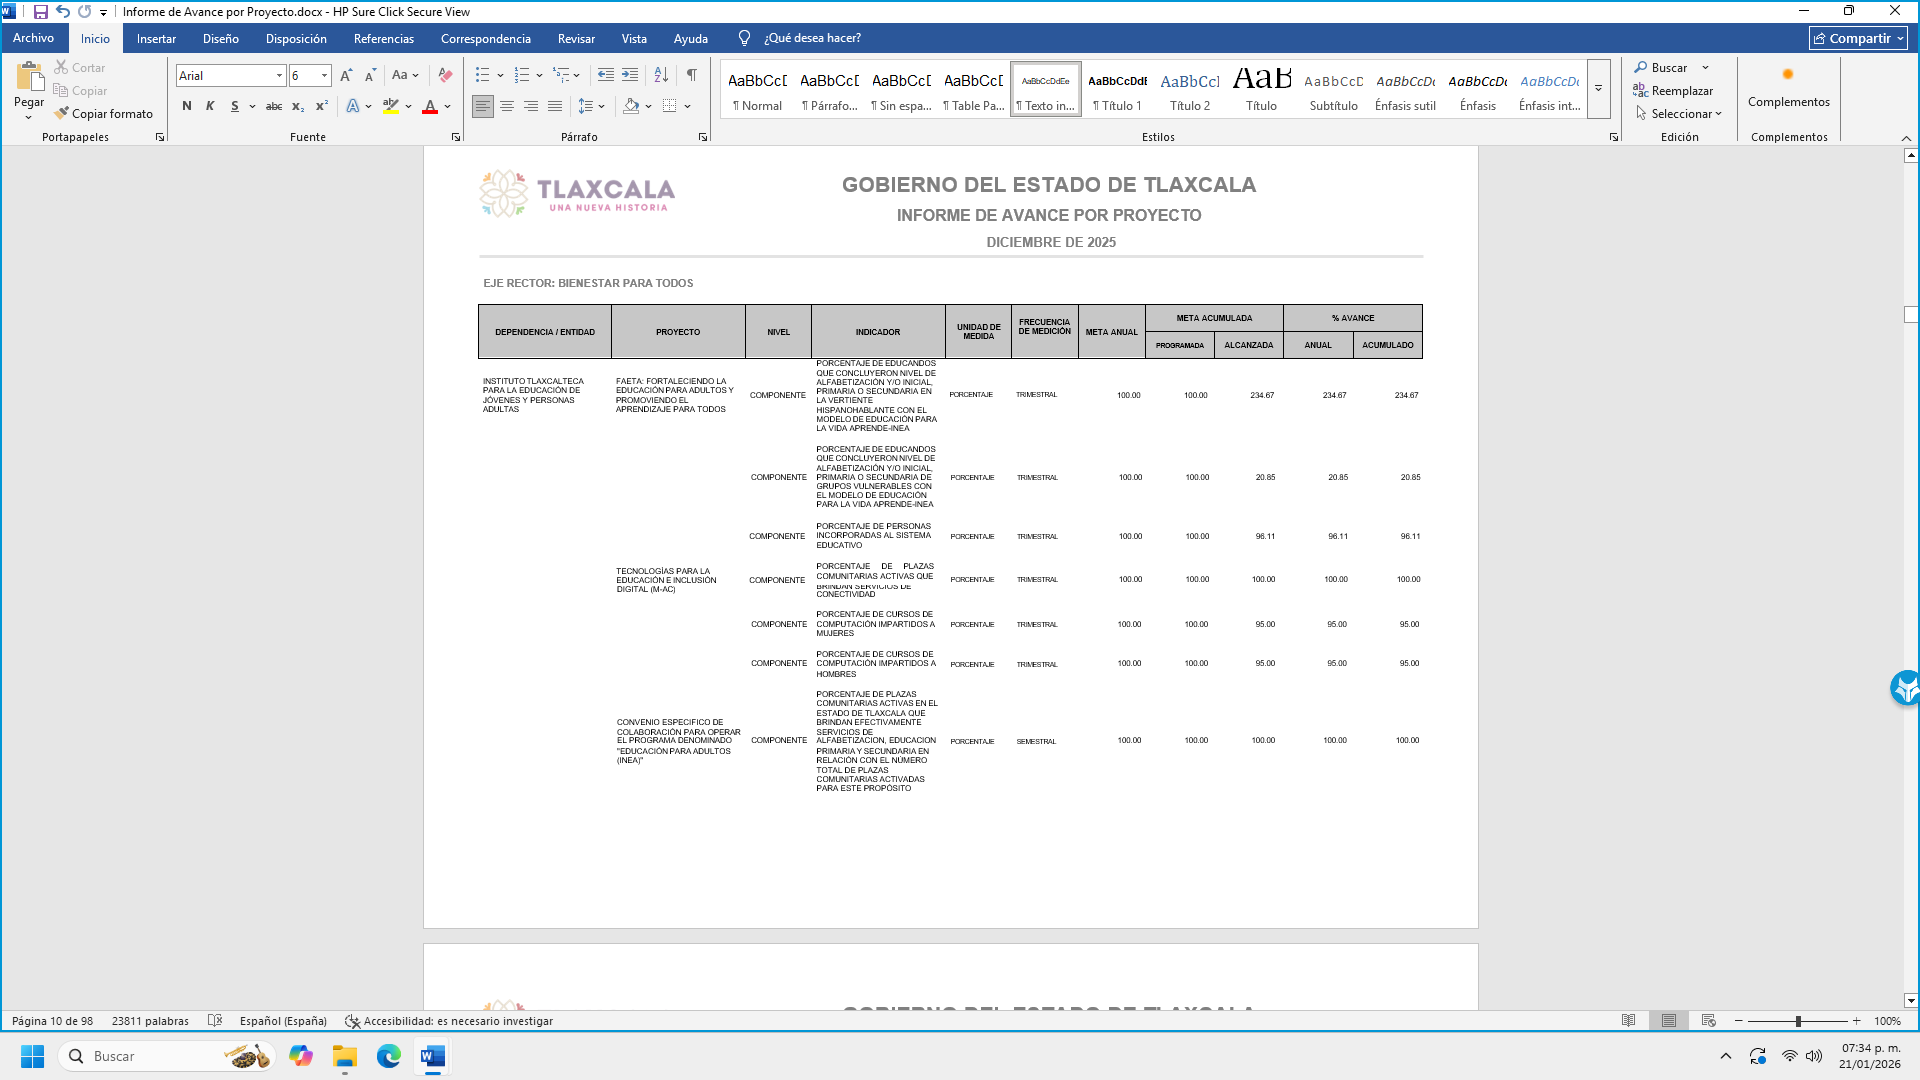 Informe de Avance por Proyecto.docx - HP Sure Click Secure View
Archivo Inicio Insertar Diseño Disposición Referencias Correspondencia Revisar Vista Ayuda ¿Qué desea hacer? Compartir
Pegar
Cortar
Copiar
Copiar formato
Portapapeles
Arial 6
Fuente
Párrafo
AaBbCcD AaBbCcD AaBbCcD AaBbCcD AaBbCcDdEe AaBbCcDdE AaBbCcI AaB AaBbCcD AaBbCcDc AaBbCcDc AaBbCcDc
¶ Normal ¶ Párrafo... ¶ Sin espa... ¶ Table Pa... ¶ Texto in... ¶ Título 1 Título 2 Título Subtítulo Énfasis sutil Énfasis Énfasis int...
Estilos
Buscar
Reemplazar
Seleccionar
Edición
Complementos
Complementos
TLAXCALA
UNA NUEVA HISTORIA
GOBIERNO DEL ESTADO DE TLAXCALA
INFORME DE AVANCE POR PROYECTO
DICIEMBRE DE 2025
EJE RECTOR: BIENESTAR PARA TODOS
DEPENDENCIA / ENTIDAD PROYECTO NIVEL INDICADOR UNIDAD DE MEDIDA FRECUENCIA DE MEDICIÓN META ANUAL META ACUMULADA % AVANCE
PROGRAMADA ALCANZADA ANUAL ACUMULADO
INSTITUTO TLAXCALTECA
PARA LA EDUCACIÓN DE
JÓVENES Y PERSONAS
ADULTAS
FAETA: FORTALECIENDO LA
EDUCACIÓN PARA ADULTOS Y
PROMOVIENDO EL
APRENDIZAJE PARA TODOS
COMPONENTE
PORCENTAJE DE EDUCANDOS
QUE CONCLUYERON NIVEL DE
ALFABETIZACIÓN Y/O INICIAL,
PRIMARIA O SECUNDARIA EN
LA VERTIENTE
HISPANOHABLANTE CON EL
MODELO DE EDUCACIÓN PARA
LA VIDA APRENDE-INEA
PORCENTAJE TRIMESTRAL 100.00 100.00 234.67 234.67 234.67
COMPONENTE
PORCENTAJE DE EDUCANDOS
QUE CONCLUYERON NIVEL DE
ALFABETIZACIÓN Y/O INICIAL,
PRIMARIA O SECUNDARIA DE
GRUPOS VULNERABLES CON
EL MODELO DE EDUCACIÓN
PARA LA VIDA APRENDE-INEA
PORCENTAJE TRIMESTRAL 100.00 100.00 20.85 20.85 20.85
COMPONENTE
PORCENTAJE DE PERSONAS
INCORPORADAS AL SISTEMA
EDUCATIVO
PORCENTAJE TRIMESTRAL 100.00 100.00 96.11 96.11 96.11
TECNOLOGÍAS PARA LA
EDUCACIÓN E INCLUSIÓN
DIGITAL (M-AC)
COMPONENTE
PORCENTAJE DE PLAZAS
COMUNITARIAS ACTIVAS QUE
BRINDAN SERVICIOS DE
CONECTIVIDAD
PORCENTAJE TRIMESTRAL 100.00 100.00 100.00 100.00 100.00
COMPONENTE
PORCENTAJE DE CURSOS DE
COMPUTACIÓN IMPARTIDOS A
MUJERES
PORCENTAJE TRIMESTRAL 100.00 100.00 95.00 95.00 95.00
COMPONENTE
PORCENTAJE DE CURSOS DE
COMPUTACIÓN IMPARTIDOS A
HOMBRES
PORCENTAJE TRIMESTRAL 100.00 100.00 95.00 95.00 95.00
CONVENIO ESPECIFICO DE
COLABORACIÓN PARA OPERAR
EL PROGRAMA DENOMINADO
"EDUCACIÓN PARA ADULTOS
(INEA)"
COMPONENTE
PORCENTAJE DE PLAZAS
COMUNITARIAS ACTIVAS EN EL
ESTADO DE TLAXCALA QUE
BRINDAN EFECTIVAMENTE
SERVICIOS DE
ALFABETIZACION, EDUCACION
PRIMARIA Y SECUNDARIA EN
RELACIÓN CON EL NÚMERO
TOTAL DE PLAZAS
COMUNITARIAS ACTIVADAS
PARA ESTE PROPÓSITO
PORCENTAJE SEMESTRAL 100.00 100.00 100.00 100.00 100.00
GOBIERNO DEL ESTADO DE TLAXCALA
Página 10 de 98 23811 palabras Español (España) Accesibilidad: es necesario investigar 100%
Buscar
07:34 p. m.
21/01/2026